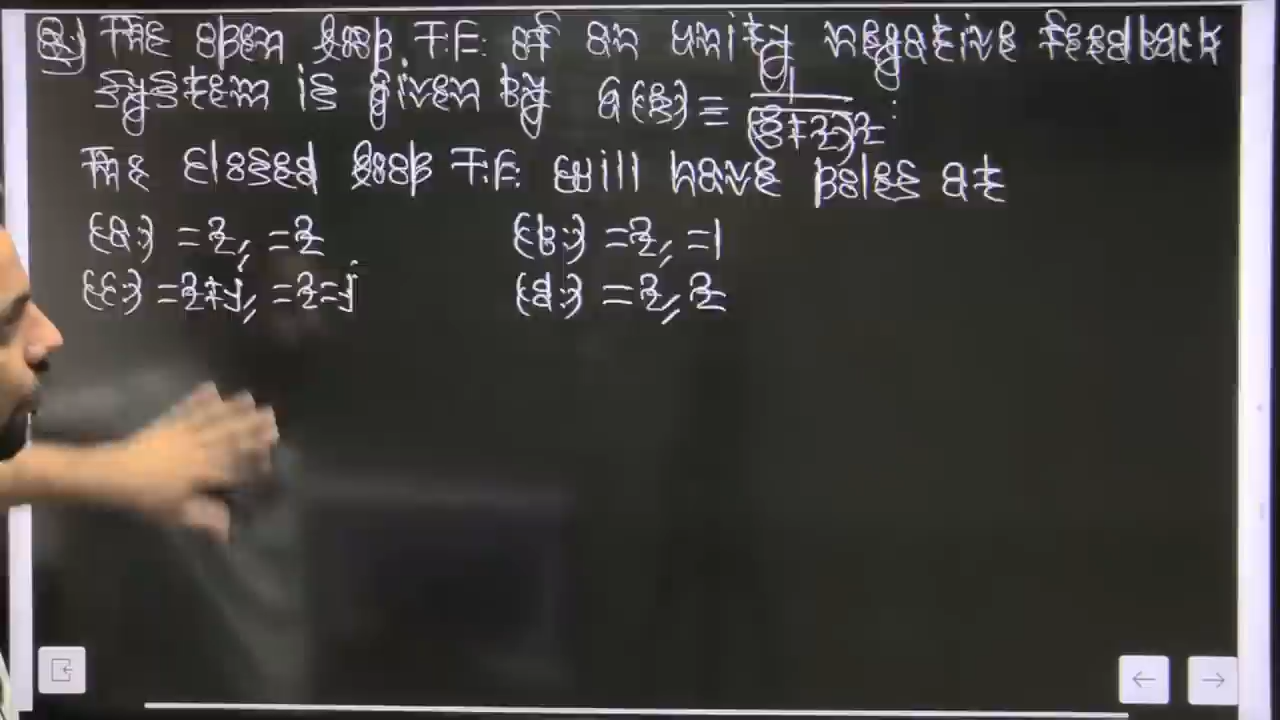 Q.) The open loop T.F. of an unity negative feedback
system is given by G(s) = 1/(s+2)2.
The closed loop T.F. will have poles at
(a.) -2, -2 (b.) -2, -1
(c.) -2+j, -2-j (d.) -2, 2